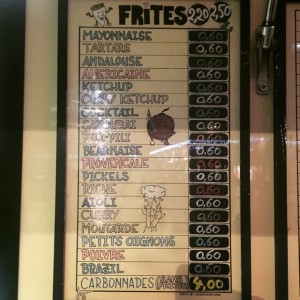 FRITES 2,20 2,50
MAYONNAISE 0,60
TARTARE 0,60
ANDALOUSE 0,60
AMERICAINE 0,60
KETCHUP 0,60
CURRY KETCHUP 0,60
COCKTAIL 0,60
SAMOURAI 0,60
PILI-PILI 0,60
BEARNAISE 0,60
PROVENCALE 0,60
PICKELS 0,60
RICHE 0,60
AIOLI 0,60
CURRY 0,60
MOUTARDE 0,60
PETITS OIGNONS 0,60
POIVRE 0,60
BRAZIL 0,60
CARBONNADES 4,00